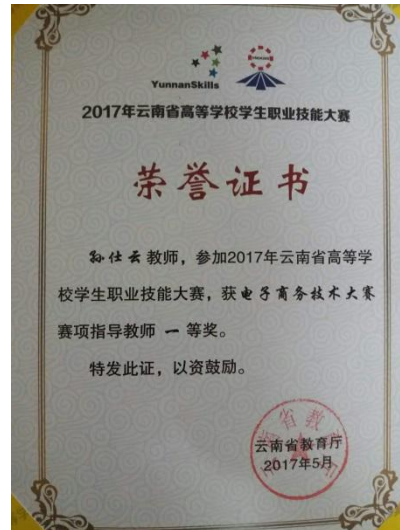 YunnanSkills
2017年云南省高等学校学生职业技能大赛
荣誉证书
孙仕云教师，参加2017年云南省高等学
校学生职业技能大赛，获电子商务技术大赛
赛项指导教师 一 等奖。
特发此证，以资鼓励。
云南省教育厅
2017年5月